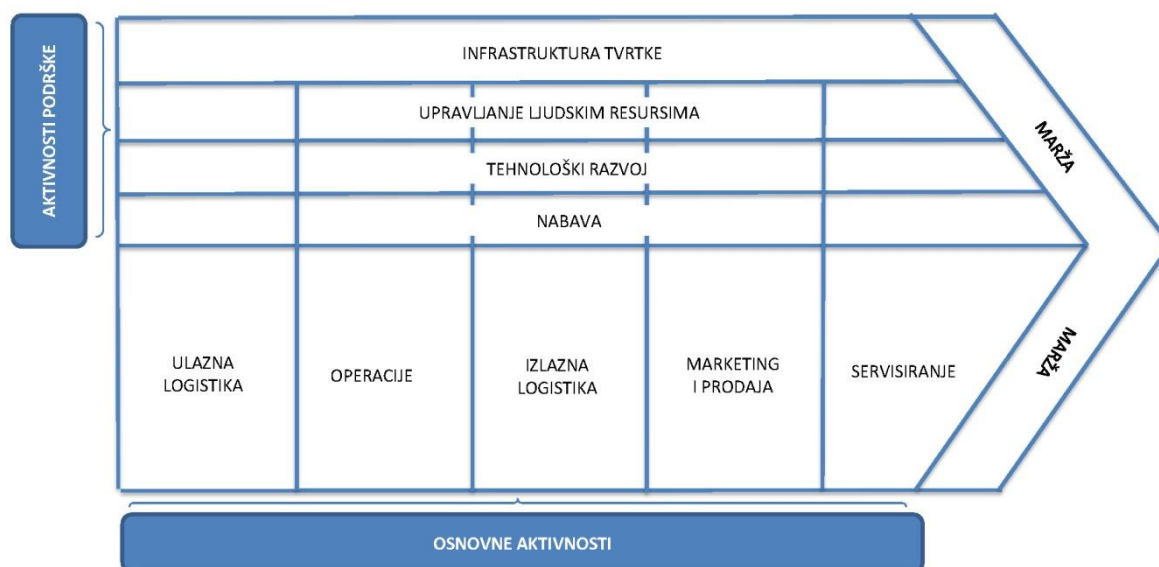 AKTIVNOSTI PODRŠKE
INFRASTRUKTURA TVRTKE
UPRAVLJANJE LJUDSKIM RESURSIMA
TEHNOLOŠKI RAZVOJ
NABAVA
MARŽA
ULAZNA
LOGISTIKA
OPERACIJE
IZLAZNA
LOGISTIKA
MARKETING
I PRODAJA
SERVISIRANJE
MARŽA
OSNOVNE AKTIVNOSTI